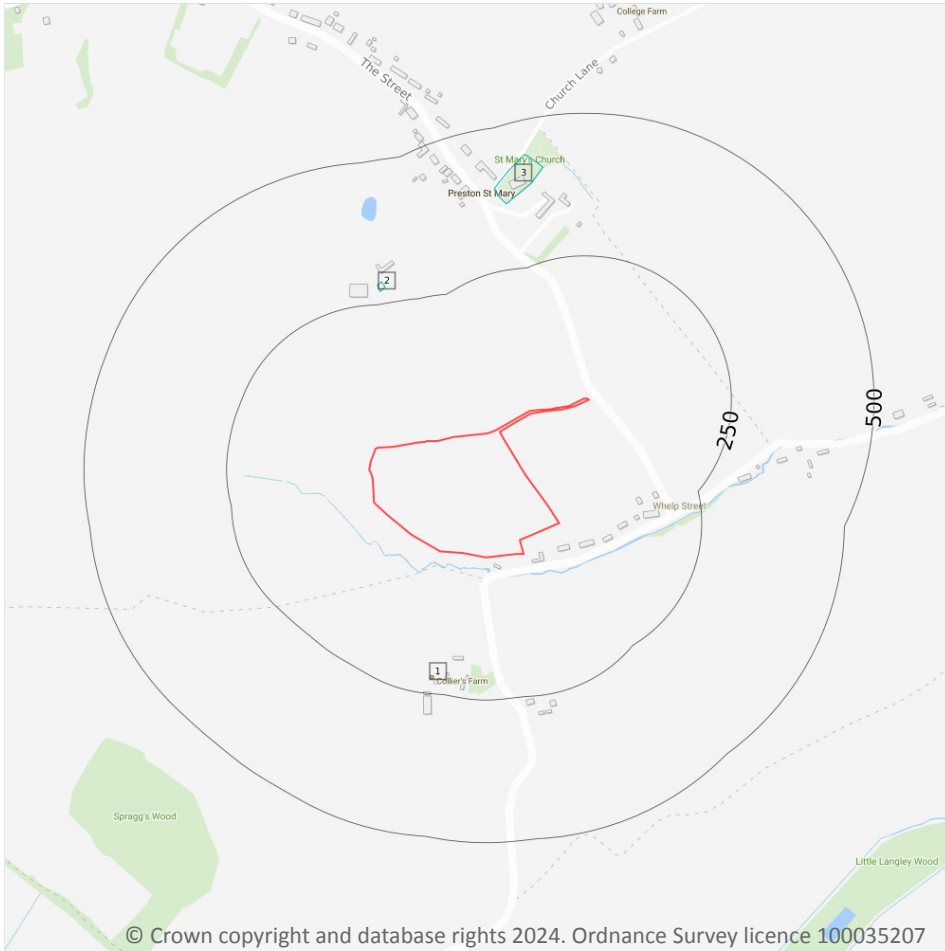 College Farm
The Street
Church Lane
St Mary's Church
3
Preston St Mary
2
250
500
Whelp Street
1
Collier's Farm
Spragg's Wood
Little Langley Wood
© Crown copyright and database rights 2024. Ordnance Survey licence 100035207